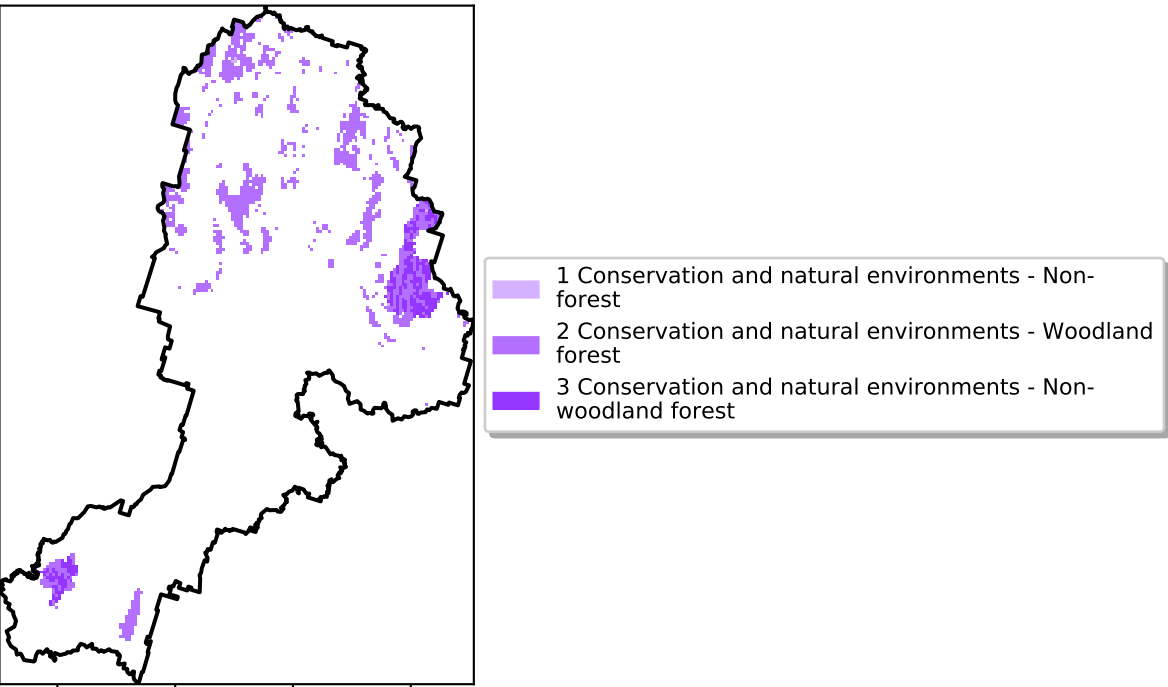 1 Conservation and natural environments - Non-
forest
2 Conservation and natural environments - Woodland
forest
3 Conservation and natural environments - Non-
woodland forest